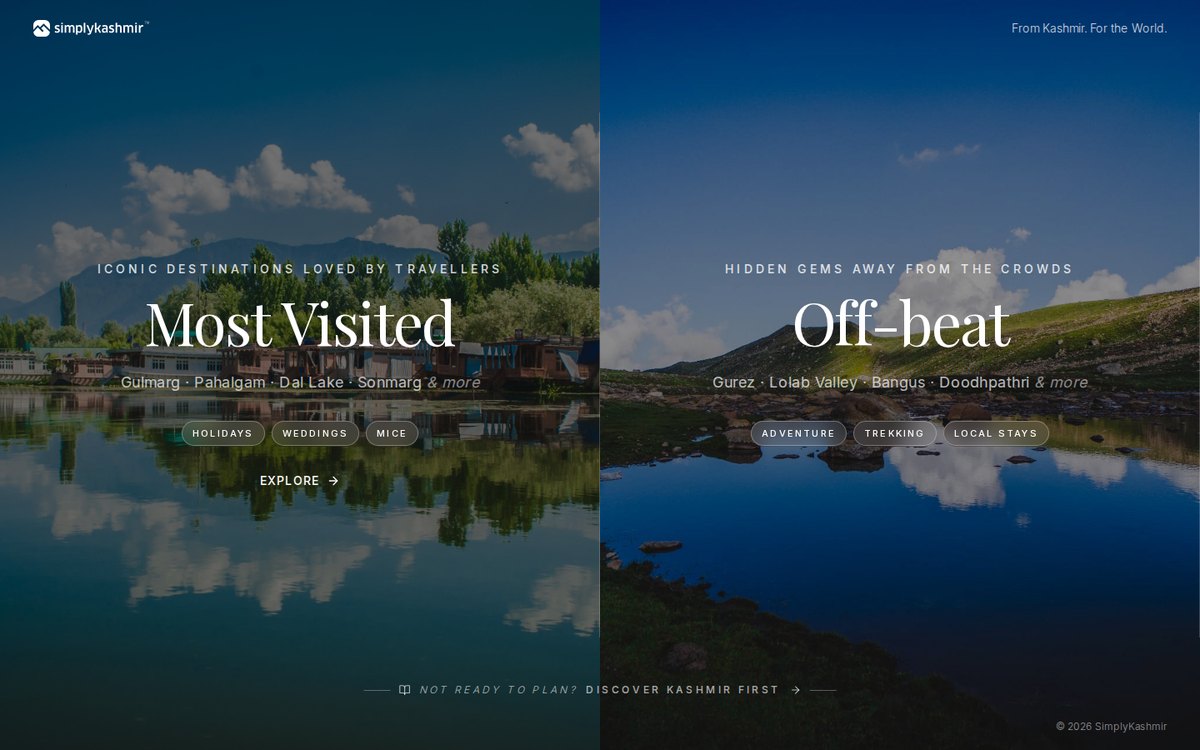 simplykashmir™
From Kashmir. For the World.
ICONIC DESTINATIONS LOVED BY TRAVELLERS
Most Visited
Gulmarg · Pahalgam · Dal Lake · Sonmarg & more
HOLIDAYS
WEDDINGS
MICE
EXPLORE →
HIDDEN GEMS AWAY FROM THE CROWDS
Off-beat
Gurez · Lolab Valley · Bangus · Doodhpathri & more
ADVENTURE
TREKKING
LOCAL STAYS
NOT READY TO PLAN? DISCOVER KASHMIR FIRST →
© 2026 SimplyKashmir